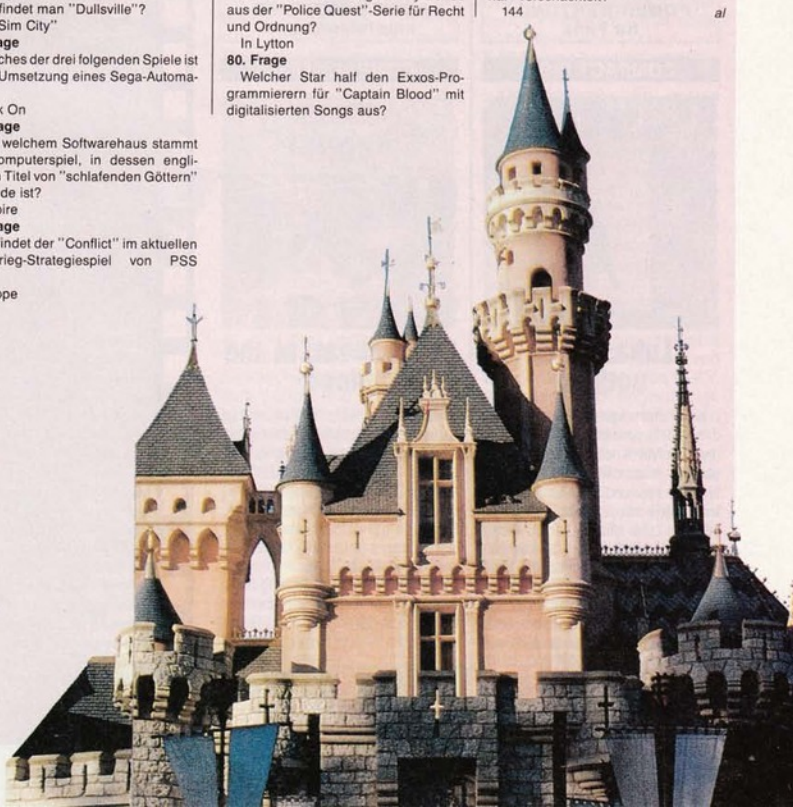 findet man "Dullsville"?
Sim City"
age
ches der drei folgenden Spiele ist
Umsetzung eines Sega-Automa-
k On
age
welchem Softwarehaus stammt
omputerspiel, in dessen engli-
Titel von "schlafenden Göttern"
de ist?
ire
age
indet der "Conflict" im aktuellen
rieg-Strategiespiel von PSS
ope
aus der "Police Quest"-Serie für Recht
und Ordnung?
In Lytton
80. Frage
Welcher Star half den Exxos-Pro-
grammierern für "Captain Blood" mit
digitalisierten Songs aus?
144
al